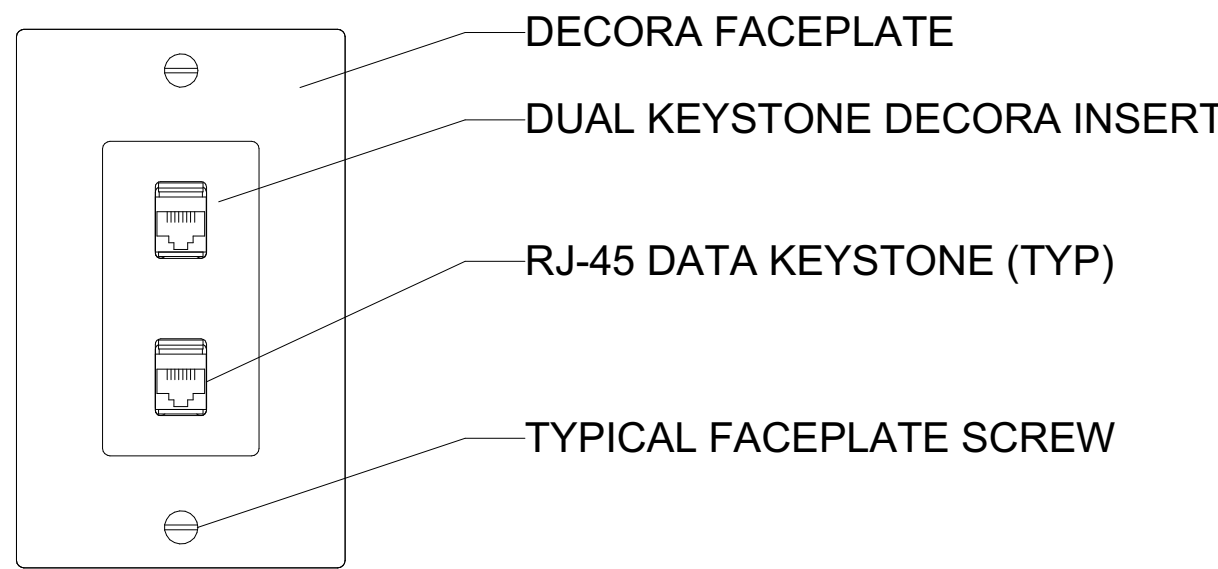 DECORA FACEPLATE
DUAL KEYSTONE DECORA INSERT
RJ-45 DATA KEYSTONE (TYP)
TYPICAL FACEPLATE SCREW